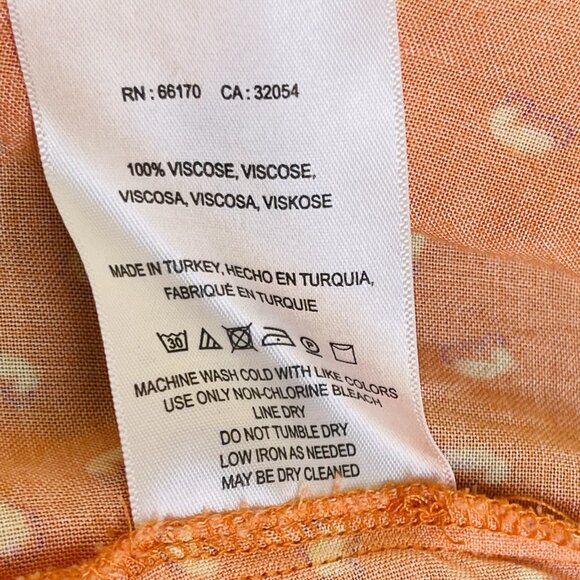 RN : 66170 CA : 32054
100% VISCOSE, VISCOSE,
VISCOSA, VISCOSA, VISKOSE
MADE IN TURKEY, HECHO EN TURQUIA,
FABRIQUÉ EN TURQUIE
30 P
MACHINE WASH COLD WITH LIKE COLORS
USE ONLY NON-CHLORINE BLEACH
LINE DRY
DO NOT TUMBLE DRY
LOW IRON AS NEEDED
MAY BE DRY CLEANED